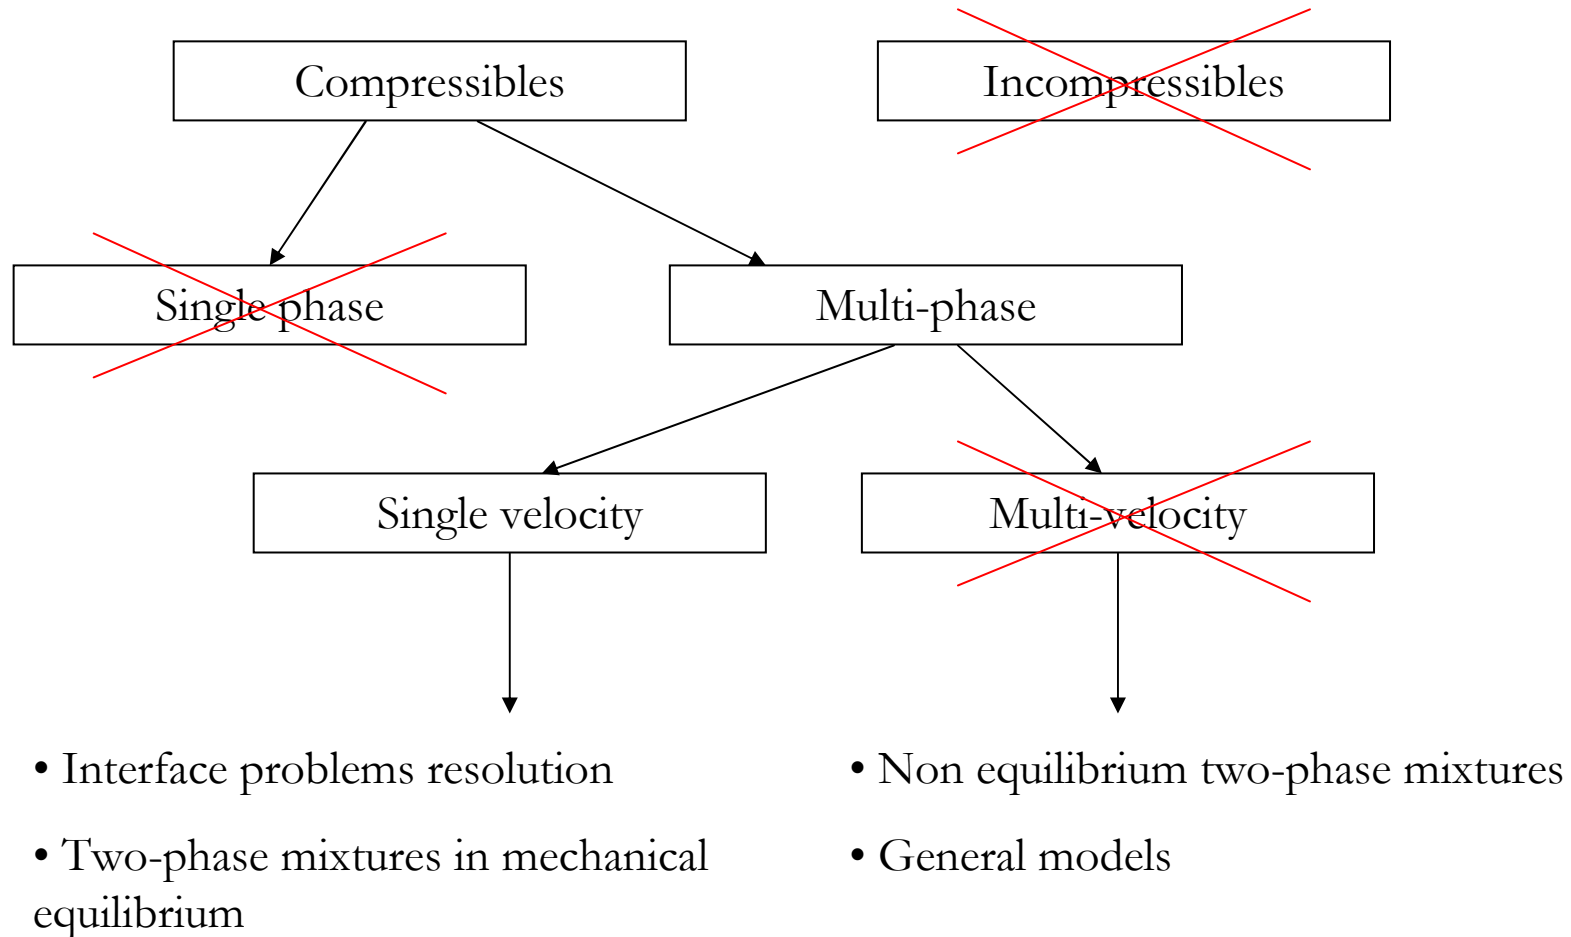 Compressibles
Incompressibles
Single phase
Multi-phase
Single velocity
Multi-velocity
• Interface problems resolution
• Two-phase mixtures in mechanical
equilibrium
• Non equilibrium two-phase mixtures
• General models